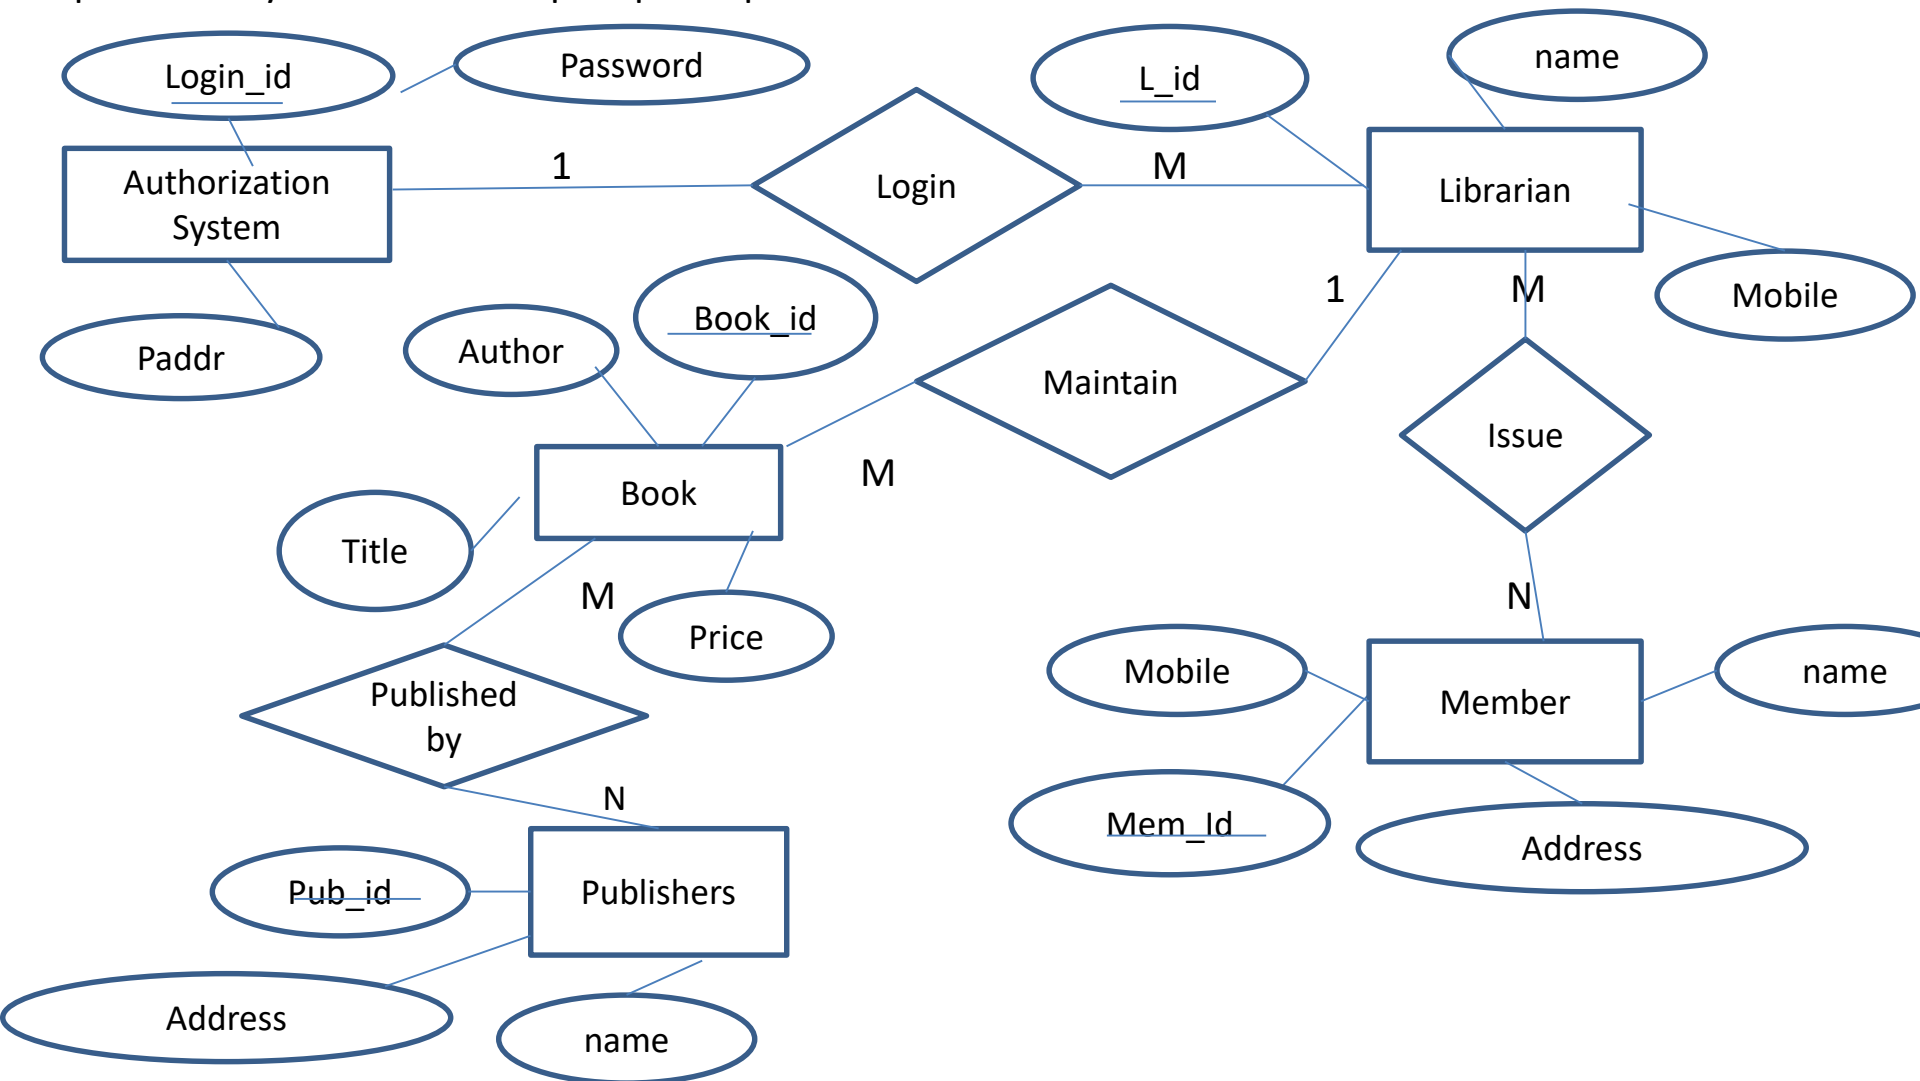 Login_id
Password
L_id
name
Authorization
System
1
Login
M
Librarian
Paddr
Author
Book_id
Maintain
1
M
Mobile
Issue
Book
M
Title
M
Price
N
Published
by
Mobile
Member
name
N
Mem_Id
Address
Pub_id
Publishers
Address
name